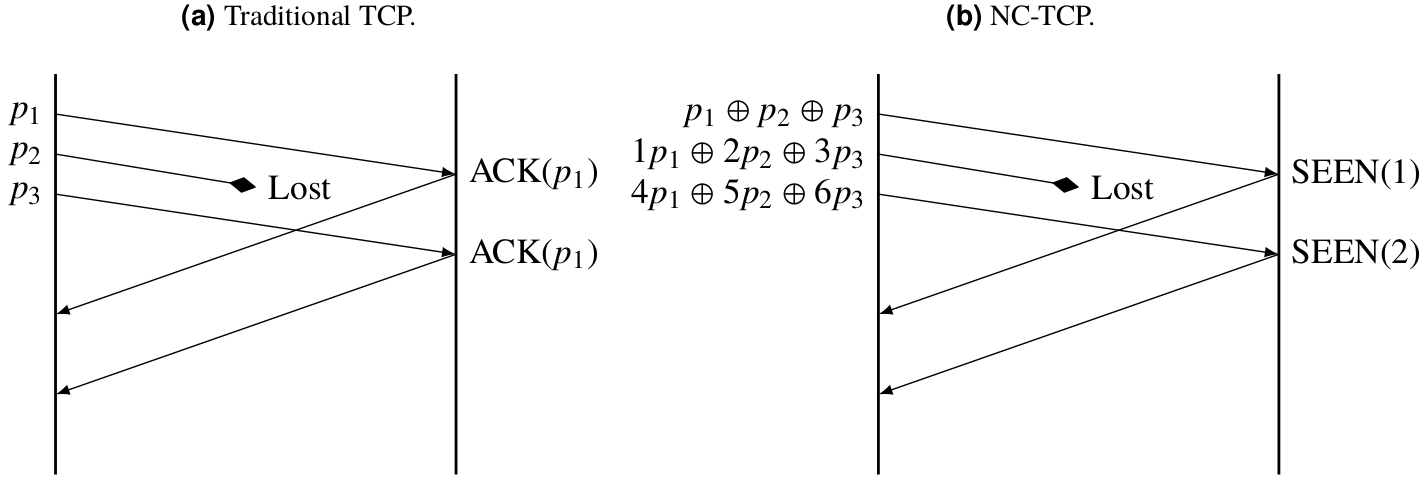 (a) Traditional TCP.
p1
p2
p3
Lost
ACK(p1)
ACK(p1)
(b) NC-TCP.
p1 ⊕ p2 ⊕ p3
1p1 ⊕ 2p2 ⊕ 3p3
4p1 ⊕ 5p2 ⊕ 6p3
Lost
SEEN(1)
SEEN(2)